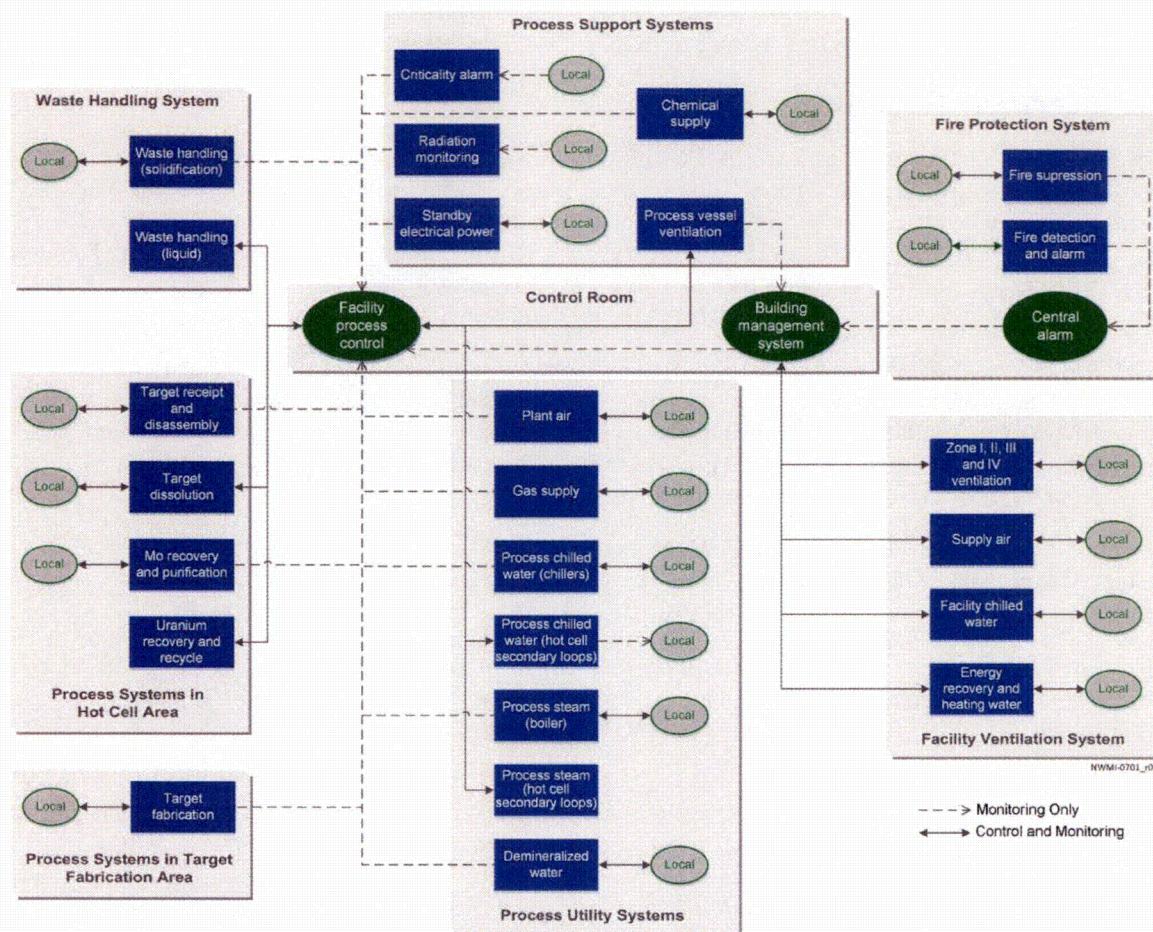 Process Support Systems
Criticality alarm
Local
Chemical
supply
Local
Radiation
monitoring
Local
Standby
electrical power
Local
Process vessel
ventilation
Waste Handling System
Local
Waste handling
(solidification)
Waste handling
(liquid)
Fire Protection System
Local
Fire supression
Local
Fire detection
and alarm
Central
alarm
Control Room
Facility
process
control
Building
management
system
Local
Target receipt
and
disassembly
Local
Target
dissolution
Local
Mo recovery
and purification
Uranium
recovery and
recycle
Process Systems in
Hot Cell Area
Plant air
Local
Gas supply
Local
Process chilled
water (chillers)
Local
Process chilled
water (hot cell
secondary loops)
Local
Process steam
(boiler)
Local
Process steam
(hot cell
secondary loops)
Demineralized
water
Local
Process Utility Systems
Zone I, II, III
and IV
ventilation
Local
Supply air
Local
Facility chilled
water
Local
Energy
recovery and
heating water
Local
Facility Ventilation System
NWMI-0701_r0
Local
Target
fabrication
Process Systems in Target
Fabrication Area
Monitoring Only
Control and Monitoring